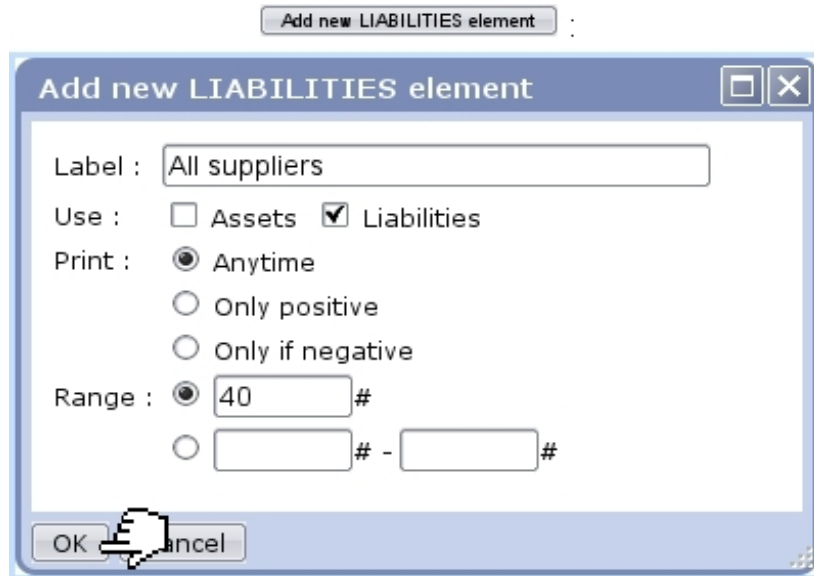 Add new LIABILITIES element :
Add new LIABILITIES element
Label : All suppliers
Use : Assets Liabilities
Print : Anytime
Only positive
Only if negative
Range : 40 #
# - #
OK